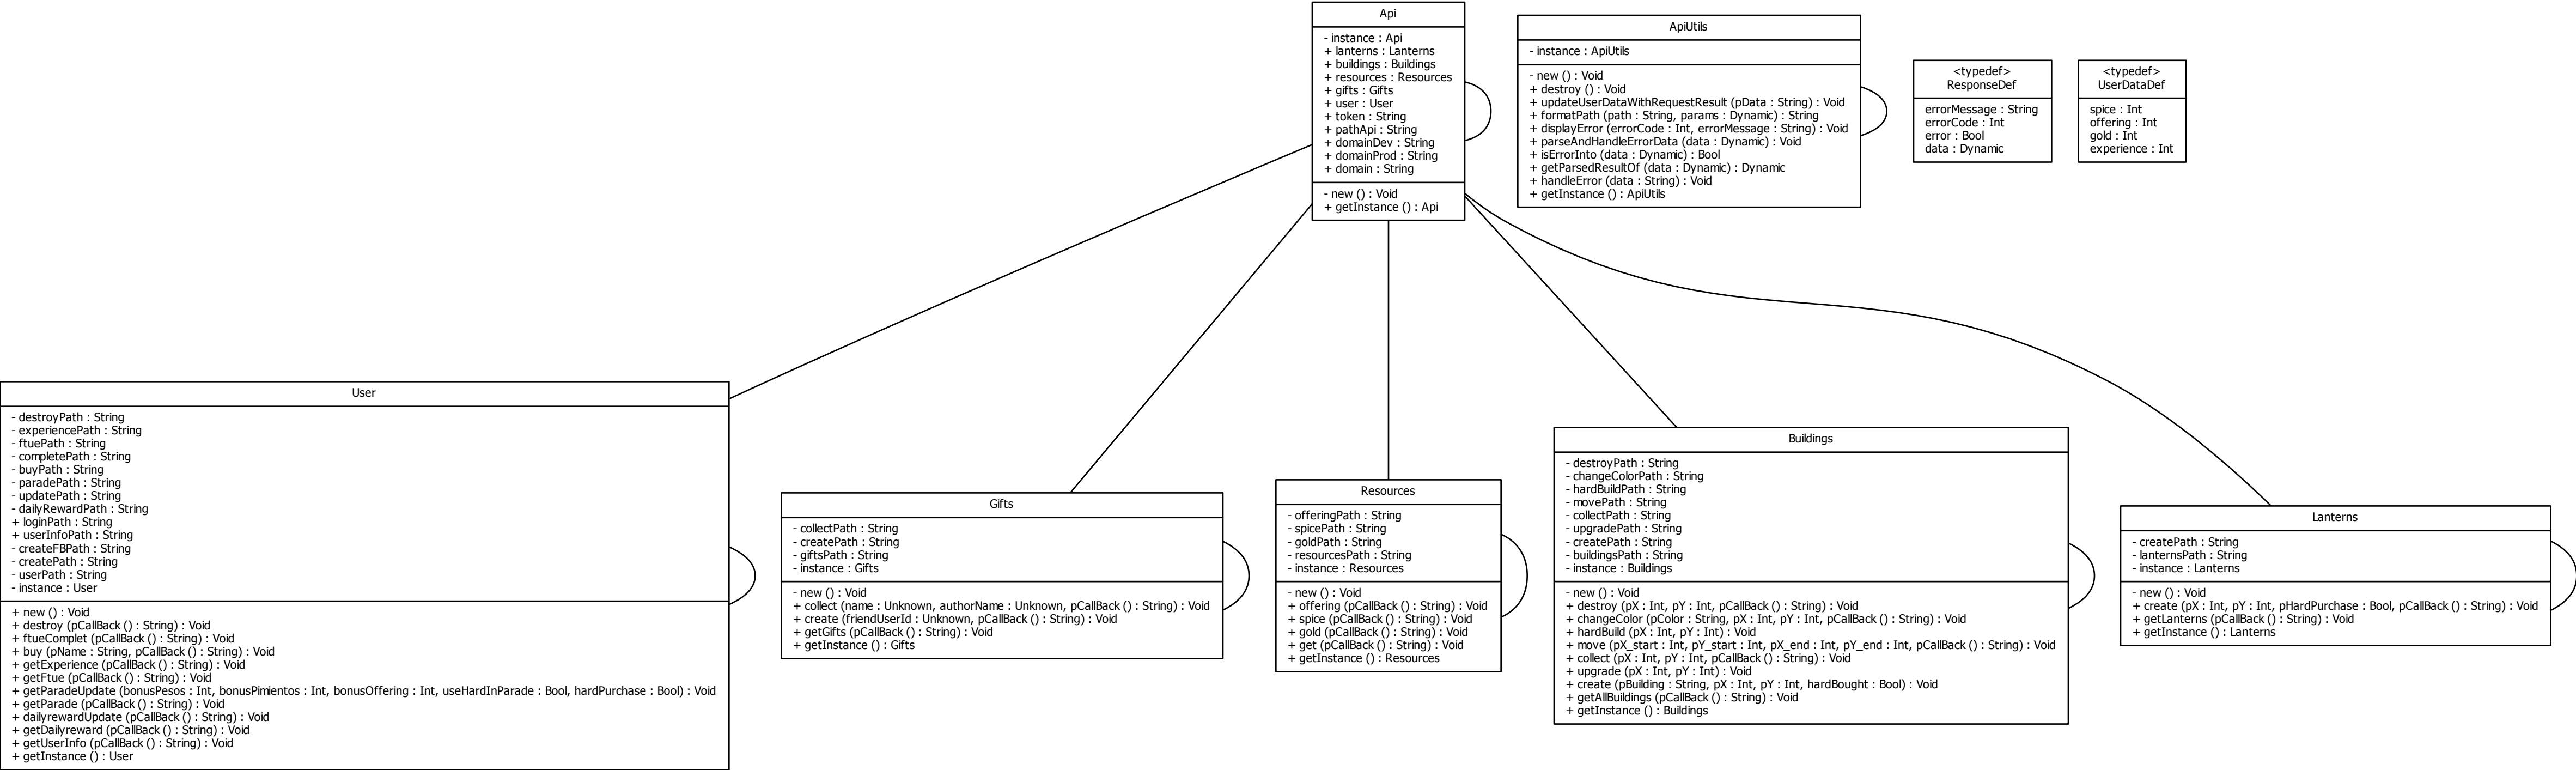 Api
- instance : Api
+ lanterns : Lanterns
+ buildings : Buildings
+ resources : Resources
+ gifts : Gifts
+ user : User
+ token : String
+ pathApi : String
+ domainDev : String
+ domainProd : String
+ domain : String
- new () : Void
+ getInstance () : Api
ApiUtils
- instance : ApiUtils
- new () : Void
+ destroy () : Void
+ updateUserDataWithRequestResult (pData : String) : Void
+ formatPath (path : String, params : Dynamic) : String
+ displayError (errorCode : Int, errorMessage : String) : Void
+ parseAndHandleErrorData (data : Dynamic) : Void
+ isErrorInto (data : Dynamic) : Bool
+ getParsedResultOf (data : Dynamic) : Dynamic
+ handleError (data : String) : Void
+ getInstance () : ApiUtils
<typedef>
ResponseDef
errorMessage : String
errorCode : Int
error : Bool
data : Dynamic
<typedef>
UserDataDef
spice : Int
offering : Int
gold : Int
experience : Int
User
- destroyPath : String
- experiencePath : String
- ftuePath : String
- completePath : String
- buyPath : String
- paradePath : String
- updatePath : String
- dailyRewardPath : String
+ loginPath : String
+ userInfoPath : String
- createFBPath : String
- createPath : String
- userPath : String
- instance : User
+ new () : Void
+ destroy (pCallBack () : String) : Void
+ ftueComplet (pCallBack () : String) : Void
+ buy (pName : String, pCallBack () : String) : Void
+ getExperience (pCallBack () : String) : Void
+ getFtue (pCallBack () : String) : Void
+ getParadeUpdate (bonusPesos : Int, bonusPimientos : Int, bonusOffering : Int, useHardInParade : Bool, hardPurchase : Bool) : Void
+ getParade (pCallBack () : String) : Void
+ dailyrewardUpdate (pCallBack () : String) : Void
+ getDailyreward (pCallBack () : String) : Void
+ getUserInfo (pCallBack () : String) : Void
+ getInstance () : User
Gifts
- collectPath : String
- createPath : String
- giftsPath : String
- instance : Gifts
- new () : Void
+ collect (name : Unknown, authorName : Unknown, pCallBack () : String) : Void
+ create (friendUserId : Unknown, pCallBack () : String) : Void
+ getGifts (pCallBack () : String) : Void
+ getInstance () : Gifts
Resources
- offeringPath : String
- spicePath : String
- goldPath : String
- resourcesPath : String
- instance : Resources
- new () : Void
+ offering (pCallBack () : String) : Void
+ spice (pCallBack () : String) : Void
+ gold (pCallBack () : String) : Void
+ get (pCallBack () : String) : Void
+ getInstance () : Resources
Buildings
- destroyPath : String
- changeColorPath : String
- hardBuildPath : String
- movePath : String
- collectPath : String
- upgradePath : String
- createPath : String
- buildingsPath : String
- instance : Buildings
- new () : Void
+ destroy (pX : Int, pY : Int, pCallBack () : String) : Void
+ changeColor (pColor : String, pX : Int, pY : Int, pCallBack () : String) : Void
+ hardBuild (pX : Int, pY : Int) : Void
+ move (pX_start : Int, pY_start : Int, pX_end : Int, pY_end : Int, pCallBack () : String) : Void
+ collect (pX : Int, pY : Int, pCallBack () : String) : Void
+ upgrade (pX : Int, pY : Int) : Void
+ create (pBuilding : String, pX : Int, pY : Int, hardBought : Bool) : Void
+ getAllBuildings (pCallBack () : String) : Void
+ getInstance () : Buildings
Lanterns
- createPath : String
- lanternsPath : String
- instance : Lanterns
- new () : Void
+ create (pX : Int, pY : Int, pHardPurchase : Bool, pCallBack () : String) : Void
+ getLanterns (pCallBack () : String) : Void
+ getInstance () : Lanterns